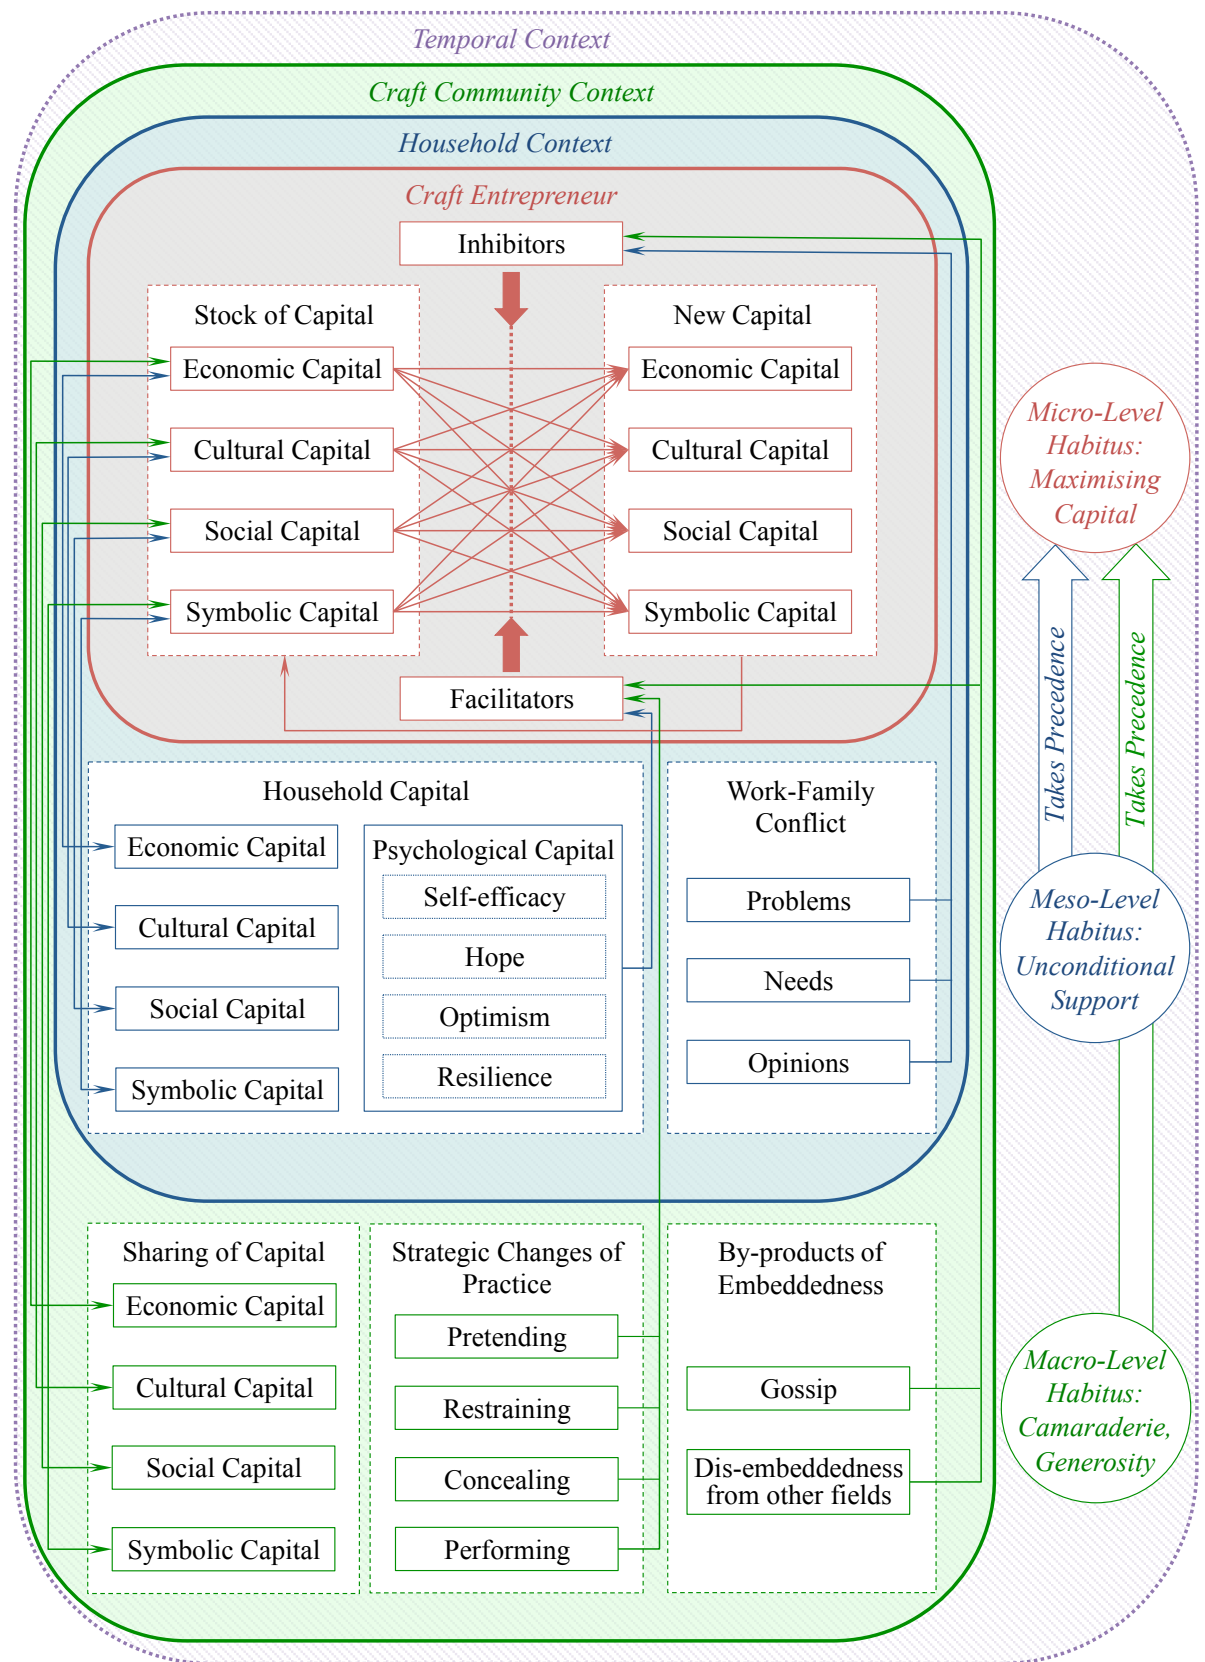 Temporal Context
Craft Community Context
Household Context
Craft Entrepreneur
Inhibitors
Stock of Capital
Economic Capital
Cultural Capital
Social Capital
Symbolic Capital
New Capital
Economic Capital
Cultural Capital
Social Capital
Symbolic Capital
Facilitators
Household Capital
Economic Capital
Cultural Capital
Social Capital
Symbolic Capital
Psychological Capital
Self-efficacy
Hope
Optimism
Resilience
Work-Family
Conflict
Problems
Needs
Opinions
Sharing of Capital
Economic Capital
Cultural Capital
Social Capital
Symbolic Capital
Strategic Changes of
Practice
Pretending
Restraining
Concealing
Performing
By-products of
Embeddedness
Gossip
Dis-embeddedness
from other fields
Micro-Level
Habitus:
Maximising
Capital
Takes Precedence
Takes Precedence
Meso-Level
Habitus:
Unconditional
Support
Macro-Level
Habitus:
Camaraderie,
Generosity